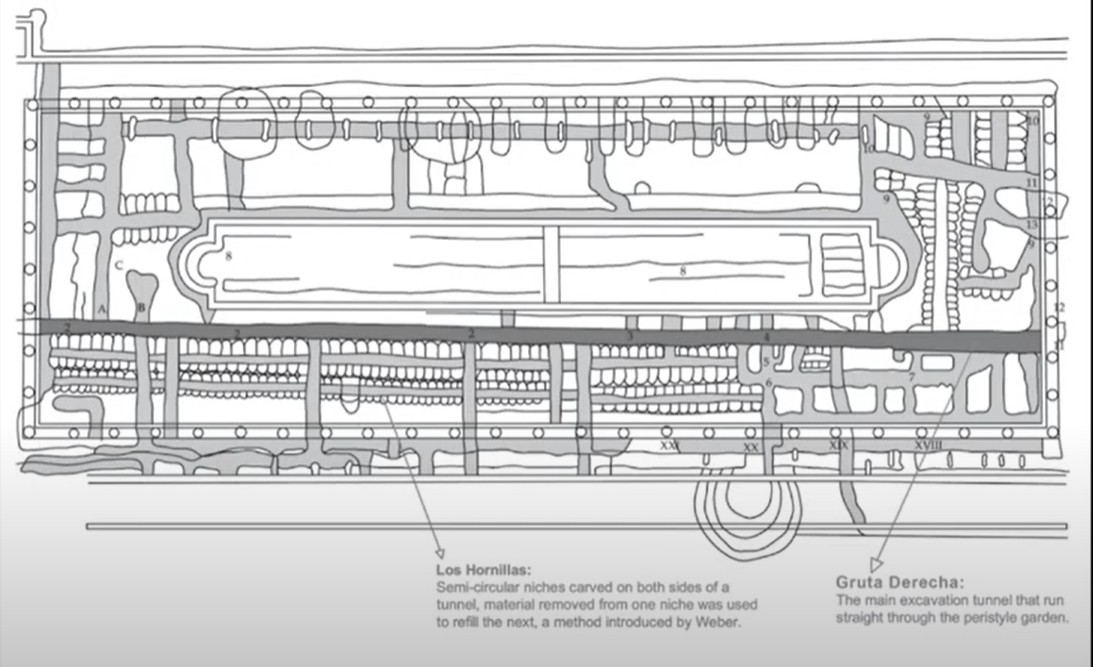 9
10
10
11
9
12
13
9
8
8
C
A
B
12
2
2
2
3
4
11
5
6
7
XXI
XX
XIX
XVIII
Los Hornillas:
Semi-circular niches carved on both sides of a
tunnel, material removed from one niche was used
to refill the next, a method introduced by Weber.
Gruta Derecha:
The main excavation tunnel that run
straight through the peristyle garden.